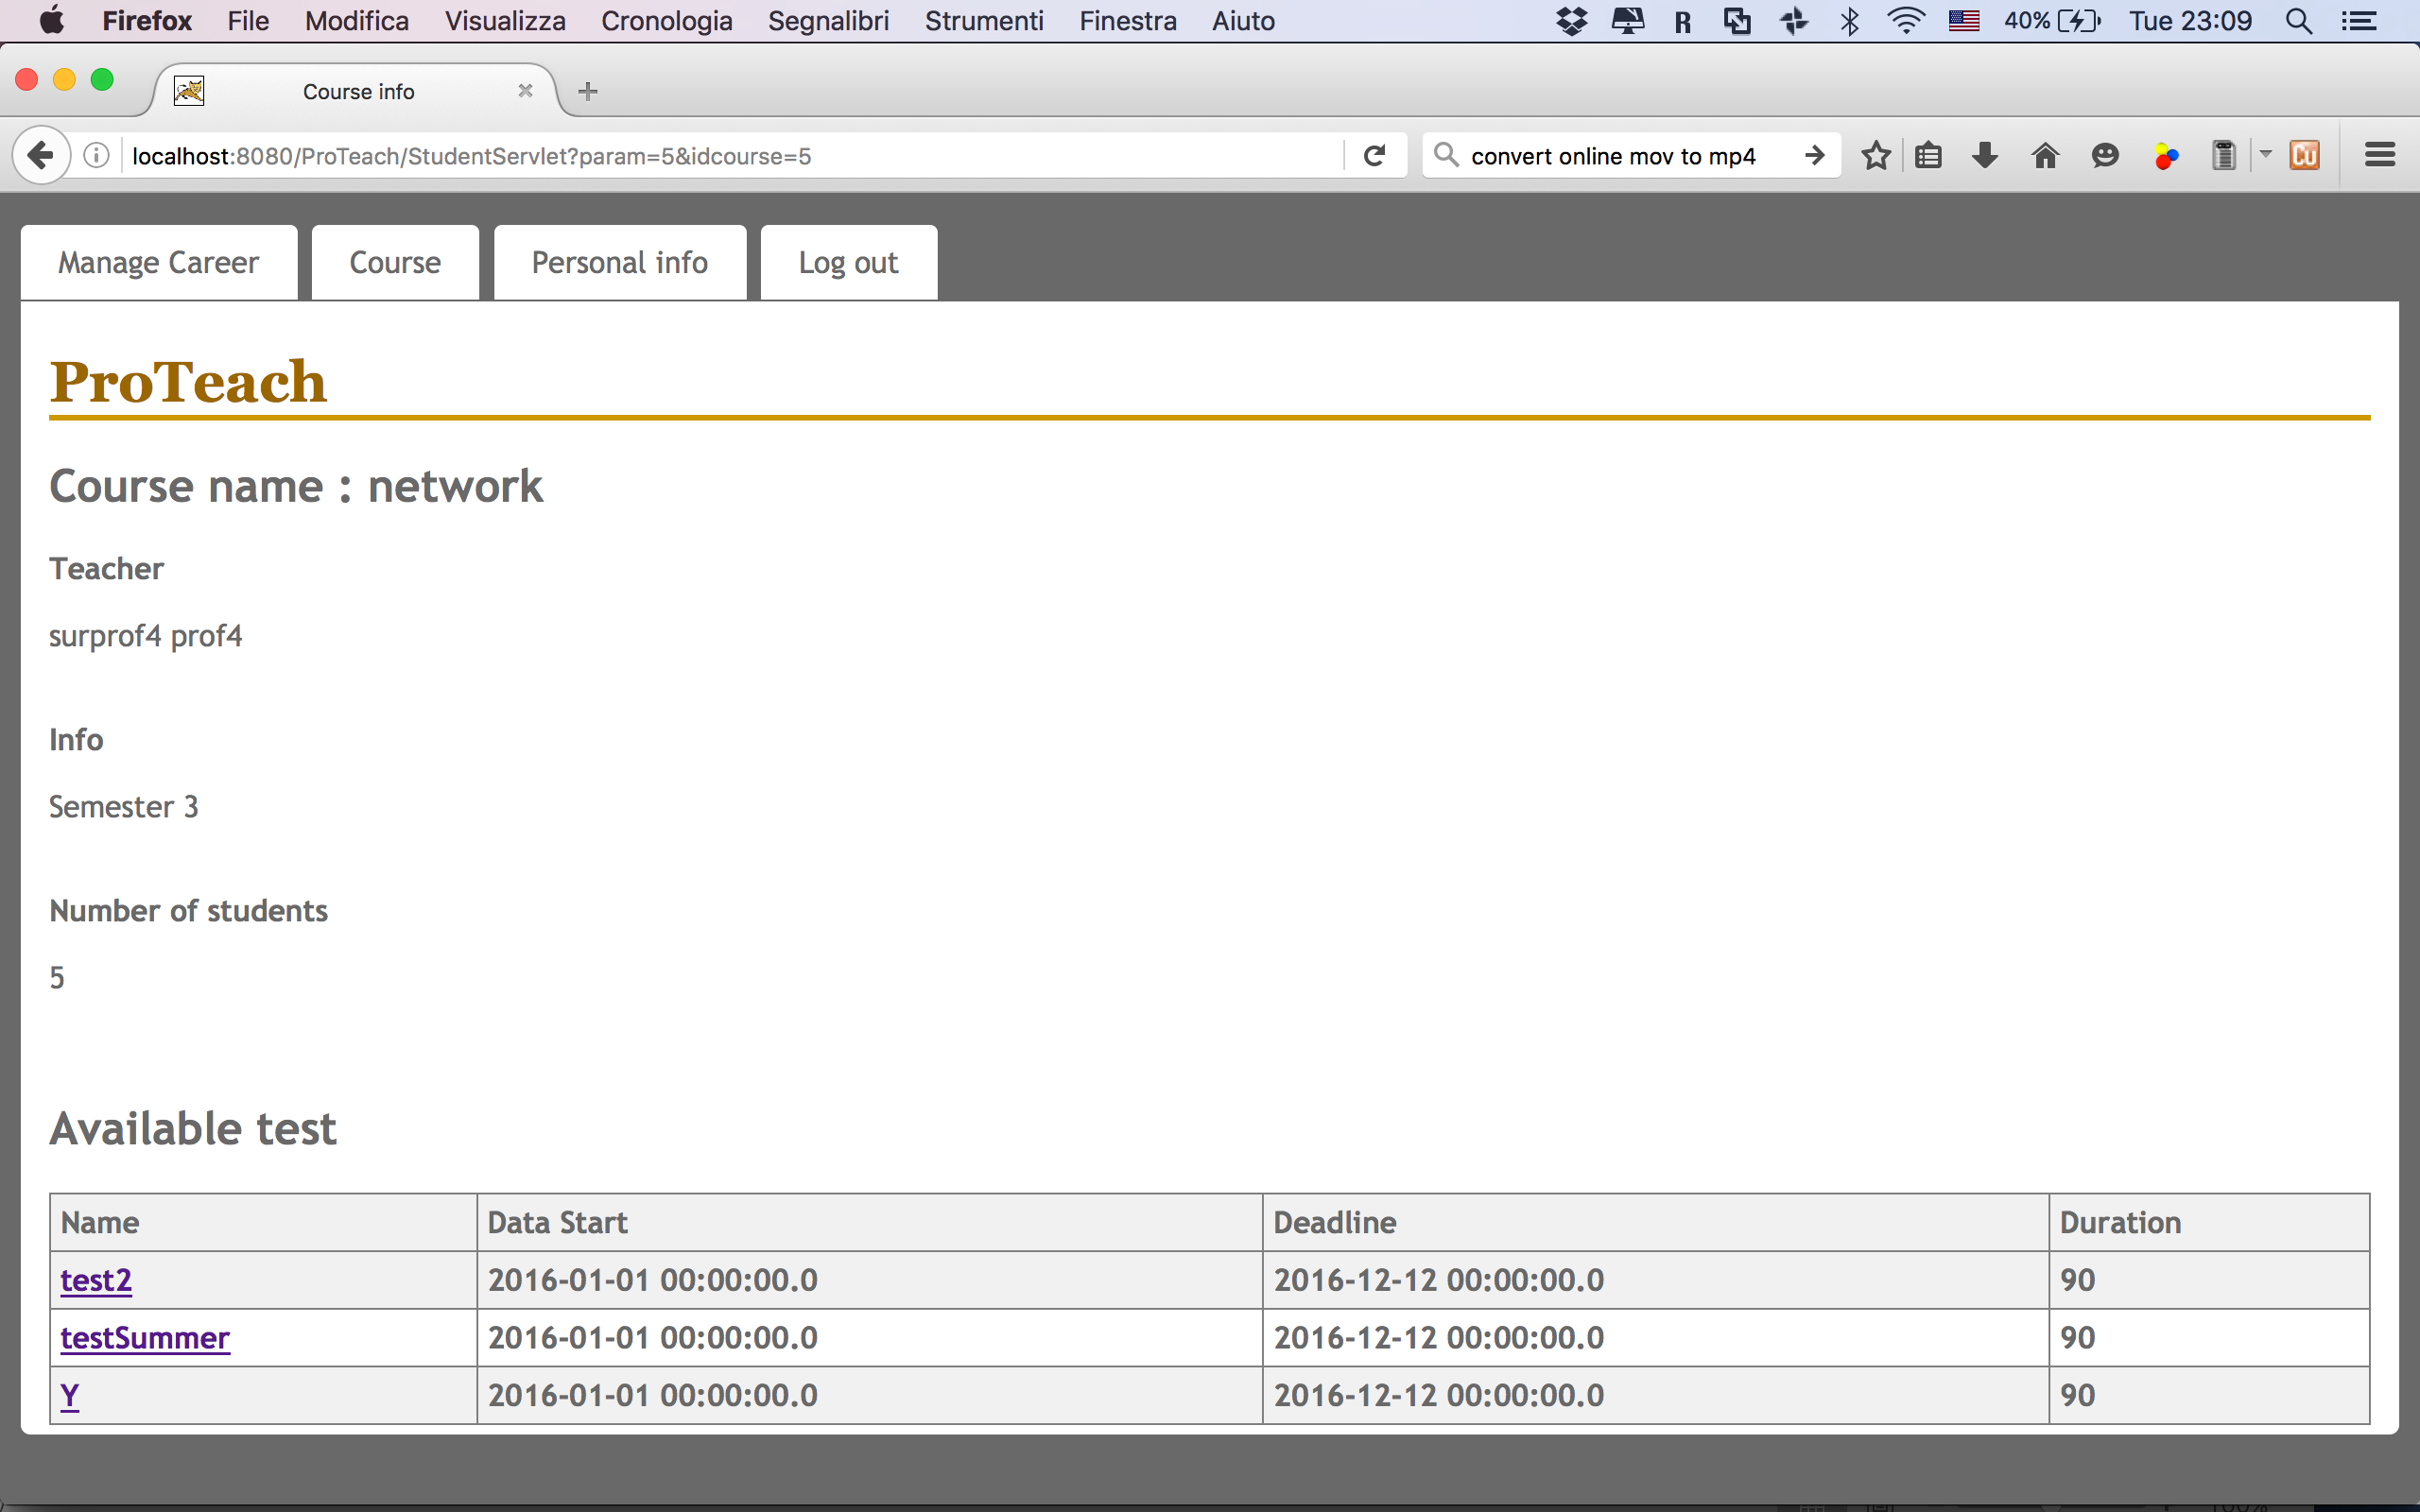 Firefox File Modifica Visualizza Cronologia Segnalibri Strumenti Finestra Aiuto R 40% Tue 23:09
Course info
localhost:8080/ProTeach/StudentServlet?param=5&idcourse=5 convert online mov to mp4 CU
Manage Career Course Personal info Log out
ProTeach
Course name : network
Teacher
surprof4 prof4
Info
Semester 3
Number of students
5
Available test
Name Data Start Deadline Duration
test2 2016-01-01 00:00:00.0 2016-12-12 00:00:00.0 90
testSummer 2016-01-01 00:00:00.0 2016-12-12 00:00:00.0 90
Y 2016-01-01 00:00:00.0 2016-12-12 00:00:00.0 90